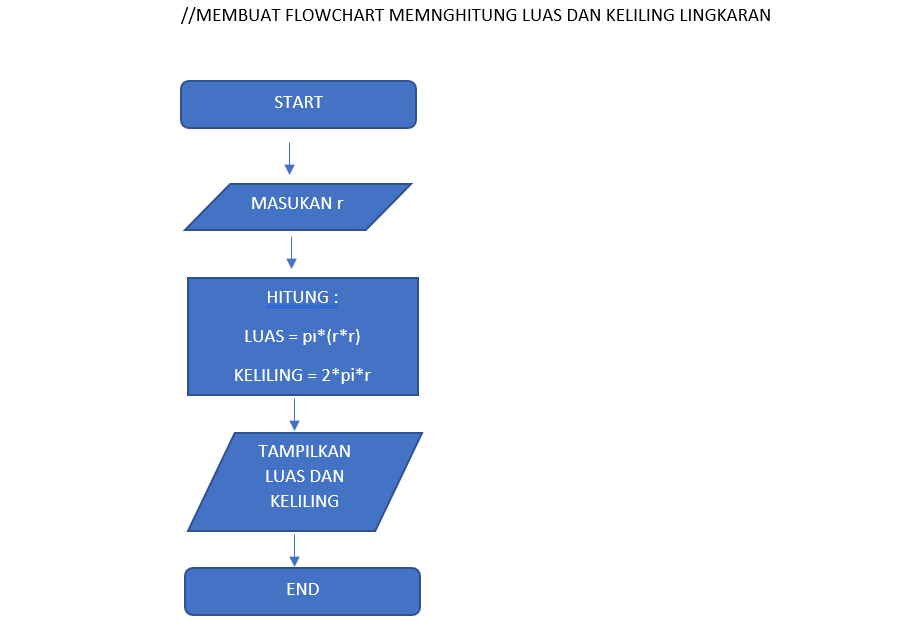 //MEMBUAT FLOWCHART MEMNGHITUNG LUAS DAN KELILING LINGKARAN
START
MASUKAN r
HITUNG :
LUAS = pi*(r*r)
KELILING = 2*pi*r
TAMPILKAN
LUAS DAN
KELILING
END